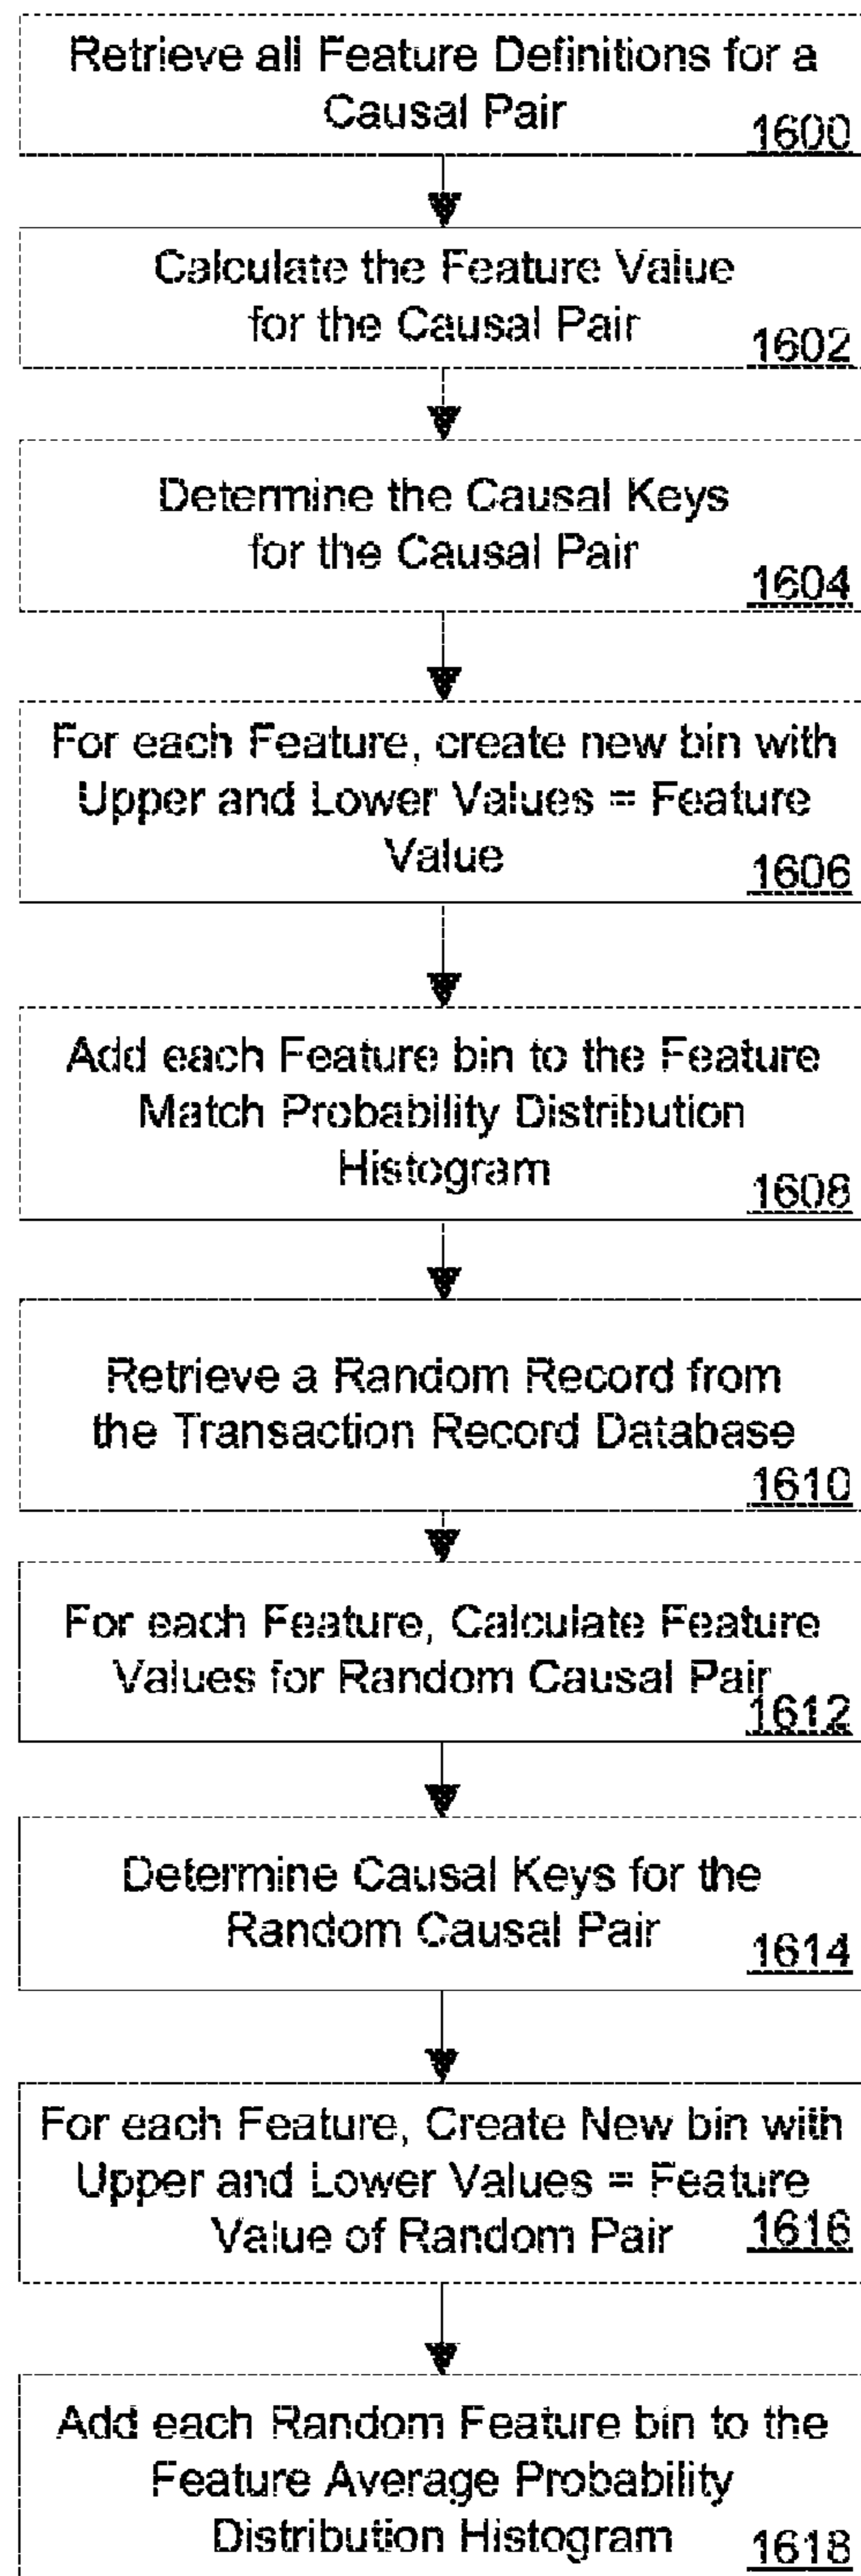 Retrieve all Feature Definitions for a
Causal Pair
1600
Calculate the Feature Value
for the Causal Pair
1602
Determine the Causal Keys
for the Causal Pair
1604
For each Feature, create new bin with
Upper and Lower Values = Feature
Value
1606
Add each Feature bin to the Feature
Match Probability Distribution
Histogram
1608
Retrieve a Random Record from
the Transaction Record Database
1610
For each Feature, Calculate Feature
Values for Random Causal Pair
1612
Determine Causal Keys for the
Random Causal Pair
1614
For each Feature, Create New bin with
Upper and Lower Values = Feature
Value of Random Pair
1616
Add each Random Feature bin to the
Feature Average Probability
Distribution Histogram
1618